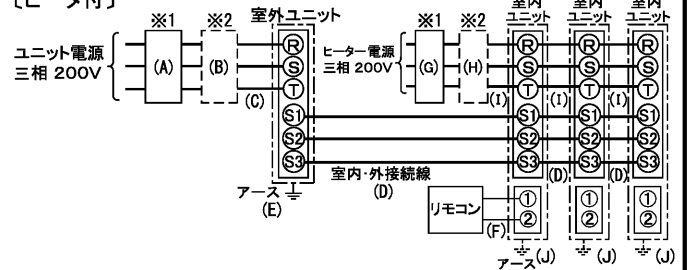 〔ヒータ付〕
※1 ※2 室外ユニット ※1 ※2 室内ユニット 室内ユニット 室内ユニット
ユニット電源
三相 200V
(A) (B) (C)
R
S
T
S1
S2
S3
ヒーター電源
三相 200V
(G) (H) (I) (I) (I)
R R R
S S S
T T T
S1 S1 S1
S2 S2 S2
S3 S3 S3
室内・外接続線
(D) (D) (D)
アース
(E)
リモコン
(F)
① ① ①
② ② ②
アース (J) (J) (J)